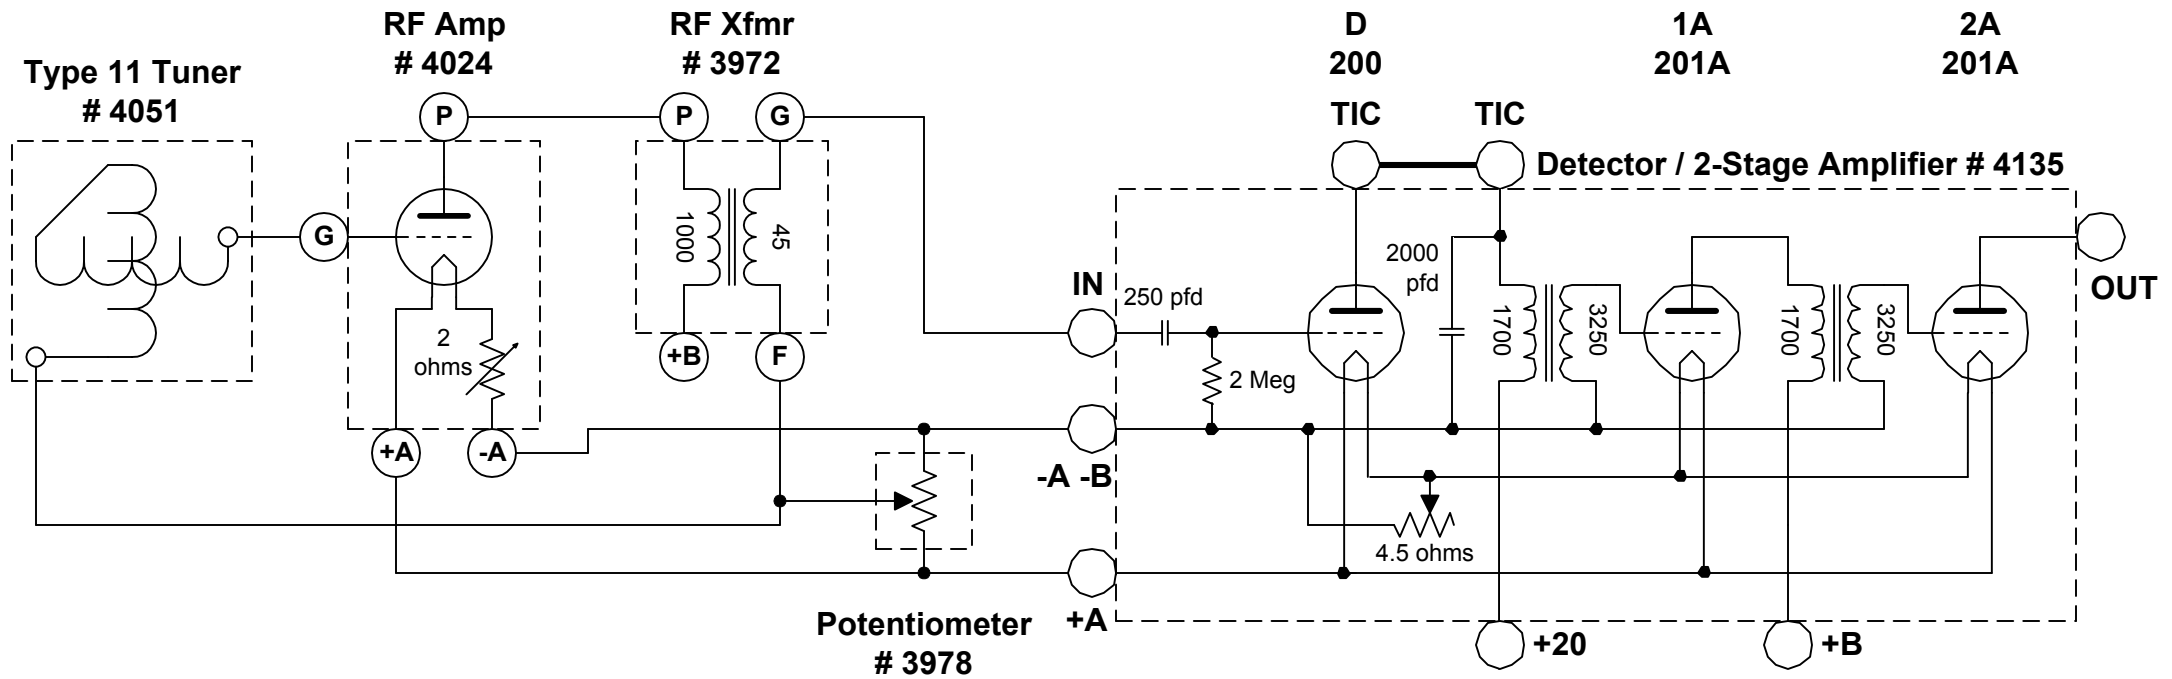 Type 11 Tuner
# 4051
RF Amp
# 4024
RF Xfmr
# 3972
D
200
TIC
TIC
1A
201A
2A
201A
Detector / 2-Stage Amplifier # 4135
P
P
G
G
1000
45
2
ohms
+B
F
+A
-A
IN
250 pfd
2 Meg
2000
pfd
1700
3250
1700
3250
OUT
-A -B
4.5 ohms
+A
Potentiometer
# 3978
+20
+B